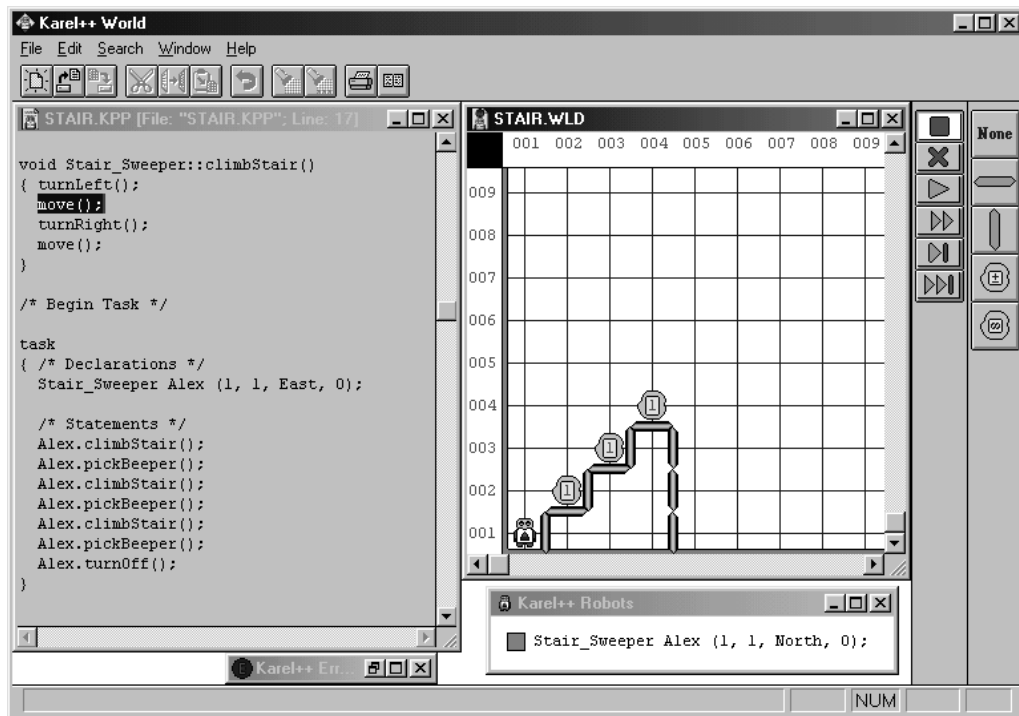 Karel++ World
File Edit Search Window Help
STAIR.KPP [File: "STAIR.KPP"; Line: 17]
void Stair_Sweeper::climbStair()
{ turnLeft();
move();
turnRight();
move();
}
/* Begin Task */
task
{ /* Declarations */
Stair_Sweeper Alex (1, 1, East, 0);
/* Statements */
Alex.climbStair();
Alex.pickBeeper();
Alex.climbStair();
Alex.pickBeeper();
Alex.climbStair();
Alex.pickBeeper();
Alex.turnOff();
}
STAIR.WLD
001 002 003 004 005 006 007 008 009
009
008
007
006
005
004
1
003
1
002
1
001
None
Karel++ Robots
Stair_Sweeper Alex (1, 1, North, 0);
E Karel++ Err...
NUM